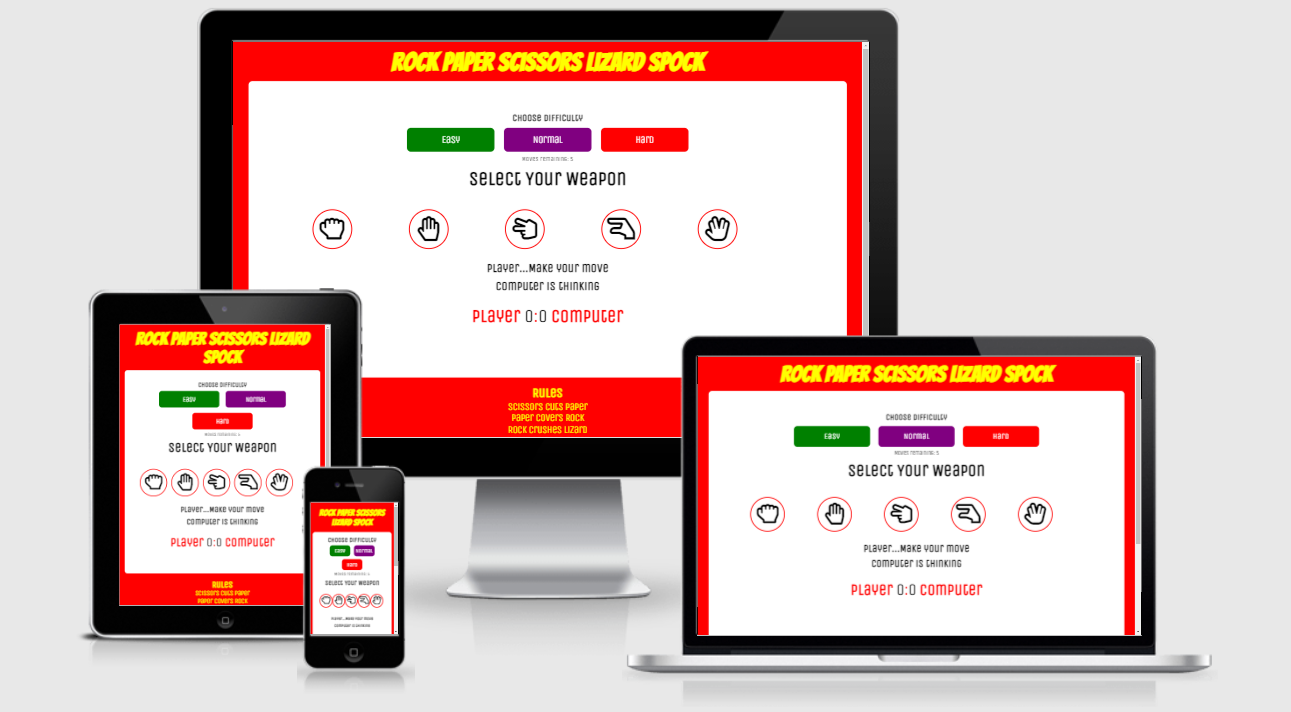 ROCK PAPER SCISSORS LIZARD SPOCK
Choose Difficulty
Easy
Normal
Hard
Moves remaining: 5
Select Your Weapon
Player...Make your move
Computer is thinking
Player 0:0 Computer
Rules
Scissors cuts Paper
Paper covers Rock
Rock crushes Lizard
ROCK PAPER SCISSORS LIZARD
SPOCK
Choose Difficulty
Easy
Normal
Hard
Moves remaining: 5
Select Your Weapon
Player...Make your move
Computer is thinking
Player 0:0 Computer
Rules
Scissors cuts Paper
Paper covers Rock
ROCK PAPER SCISSORS
LIZARD SPOCK
Choose Difficulty
Easy
Normal
Hard
Moves remaining: 5
Select Your Weapon
Player...Make your move
Computer is thinking
ROCK PAPER SCISSORS LIZARD SPOCK
Choose Difficulty
Easy
Normal
Hard
Moves remaining: 5
Select Your Weapon
Player...Make your move
Computer is thinking
Player 0:0 Computer